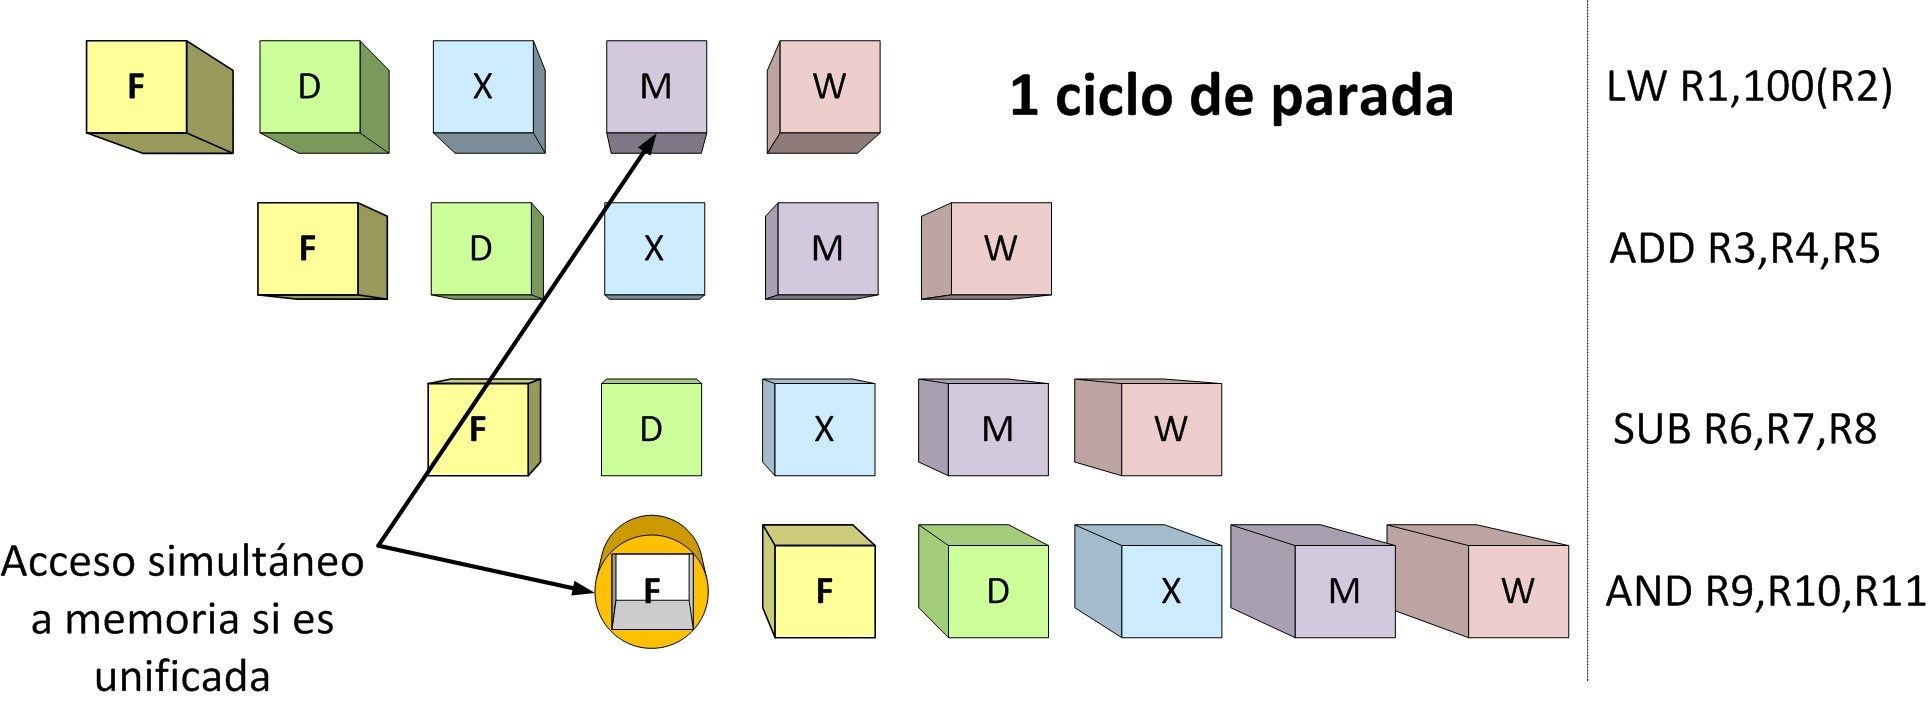 F D X M W 1 ciclo de parada LW R1,100(R2)
F D X M W ADD R3,R4,R5
F D X M W SUB R6,R7,R8
F F D X M W AND R9,R10,R11
Acceso simultáneo
a memoria si es
unificada